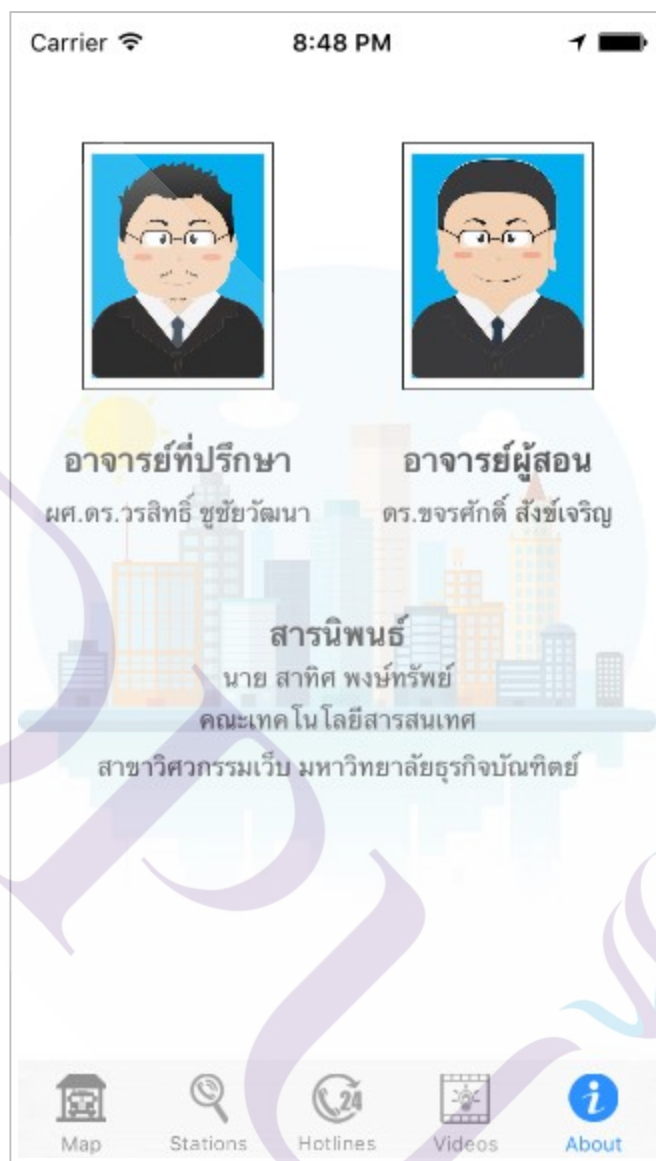 Carrier 8:48 PM
อาจารย์ที่ปรึกษา อาจารย์ผู้สอน
ผศ.ดร.วรสิทธิ์ ชูชัยวัฒนา ดร.ขจรศักดิ์ สังข์เจริญ
สารนิพนธ์
นาย สาทิศ พงษ์ทรัพย์
คณะเทคโนโลยีสารสนเทศ
สาขาวิศวกรรมเว็บ มหาวิทยาลัยธุรกิจบัณฑิตย์
DPU
24
Map Stations Hotlines Videos About